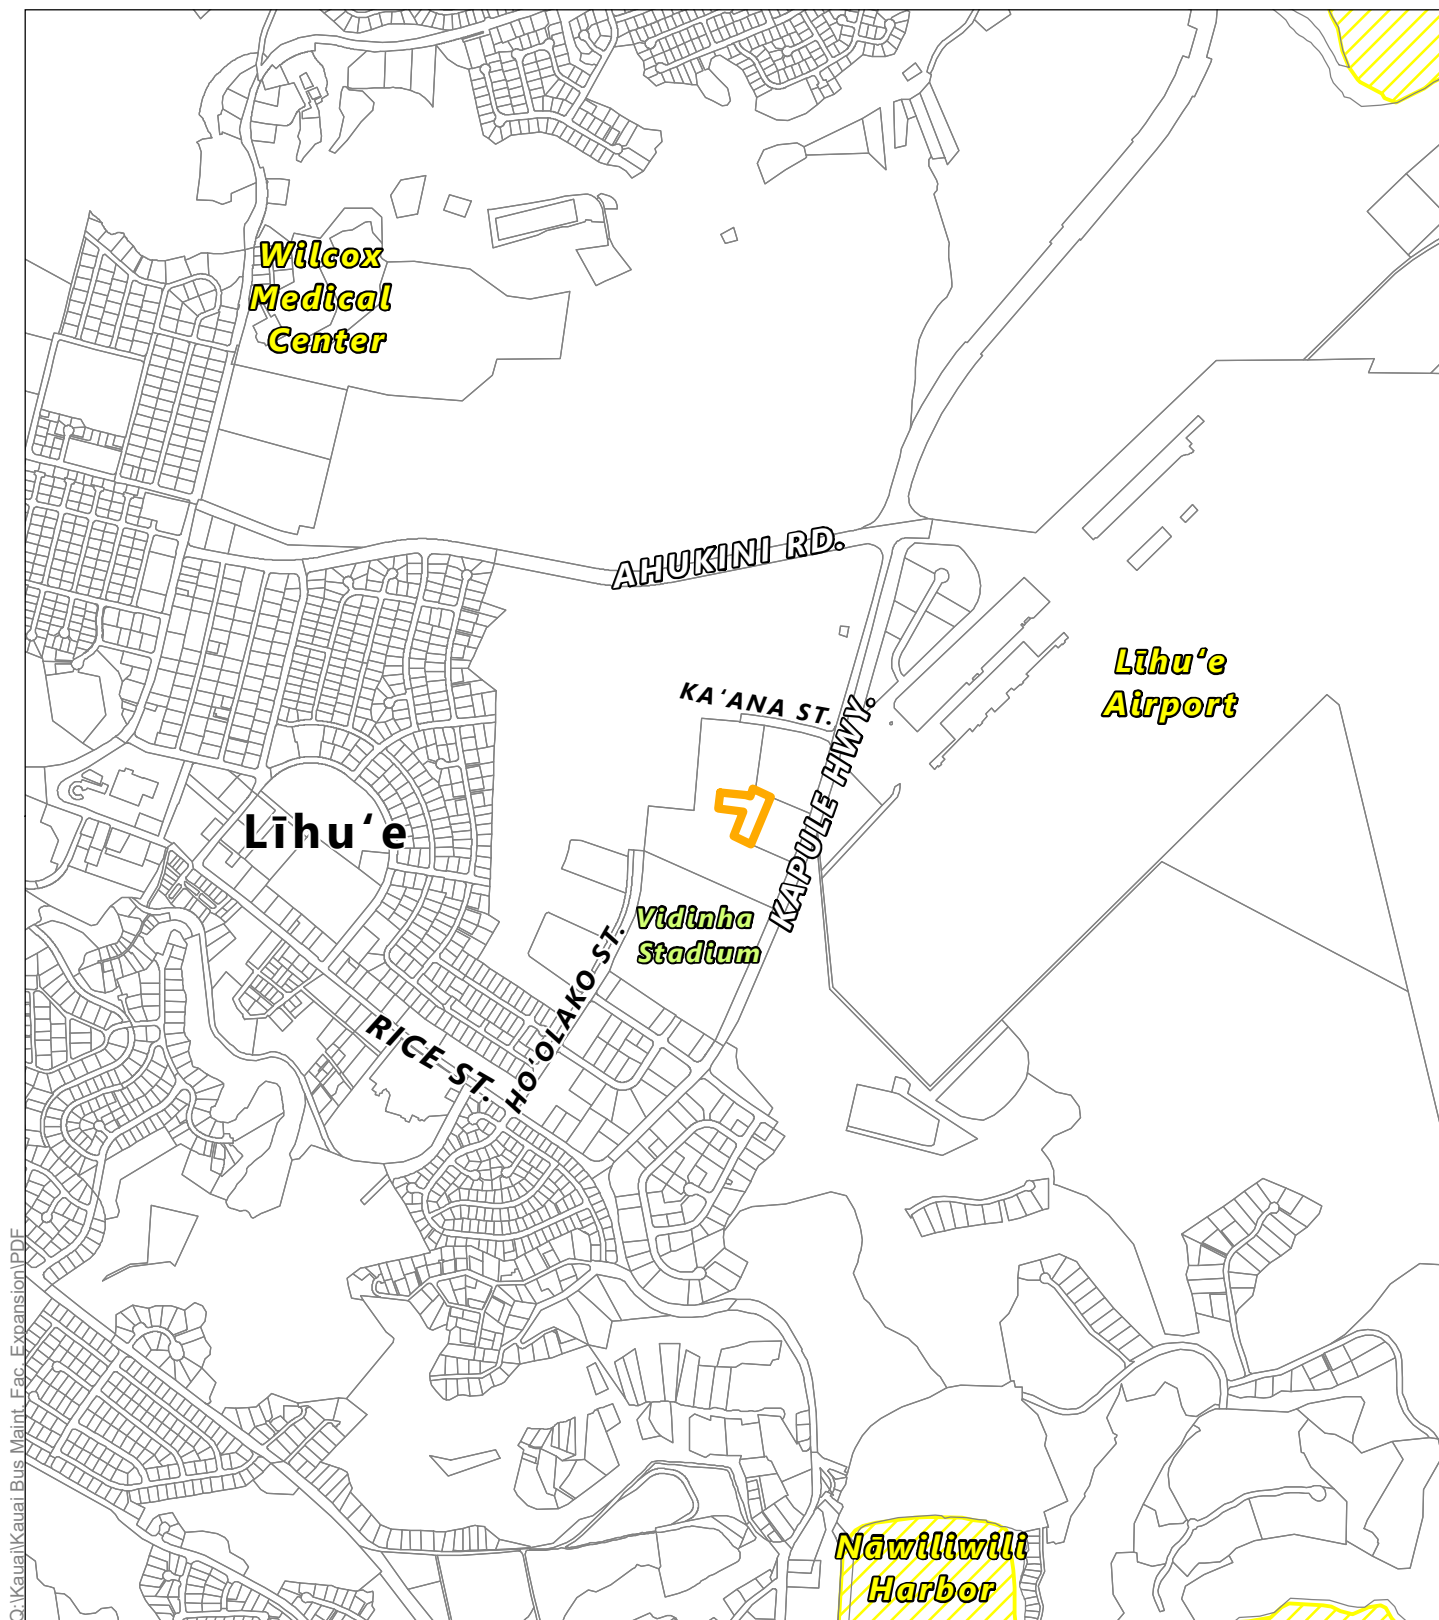 Wilcox
Medical
Center
AHUKINI RD.
Līhuʻe
Airport
KAʻANA ST.
KAPULE HWY.
Līhuʻe
Vidinha
Stadium
HOʻOLAKO ST.
RICE ST.
Nāwiliwili
Harbor
Q:\Kauai\Kauai Bus Maint. Fac. Expansion\PDF